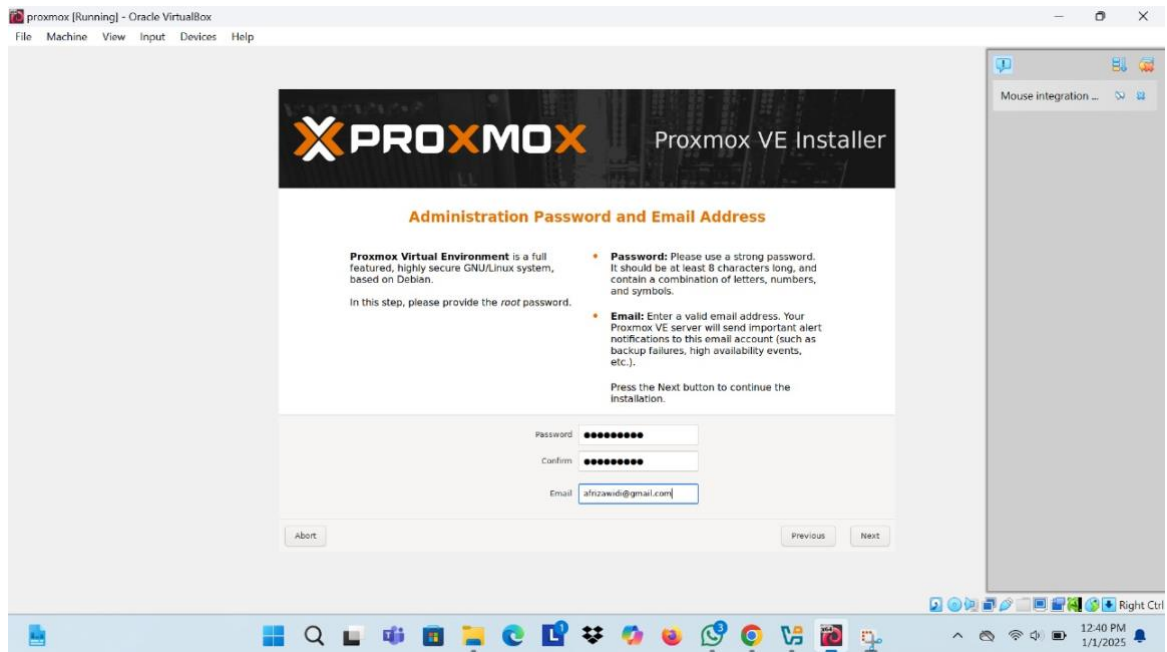 proxmox [Running] - Oracle VirtualBox
File Machine View Input Devices Help
Mouse integration ...
PROXMOX
Proxmox VE Installer
Administration Password and Email Address
Proxmox Virtual Environment is a full
featured, highly secure GNU/Linux system,
based on Debian.
In this step, please provide the root password.
• Password: Please use a strong password.
It should be at least 8 characters long, and
contain a combination of letters, numbers,
and symbols.
• Email: Enter a valid email address. Your
Proxmox VE server will send important alert
notifications to this email account (such as
backup failures, high availability events,
etc.).
Press the Next button to continue the
installation.
Password ●●●●●●●●●
Confirm ●●●●●●●●●
Email afrizawidi@gmail.com
Abort Previous Next
Right Ctrl
12:40 PM
1/1/2025